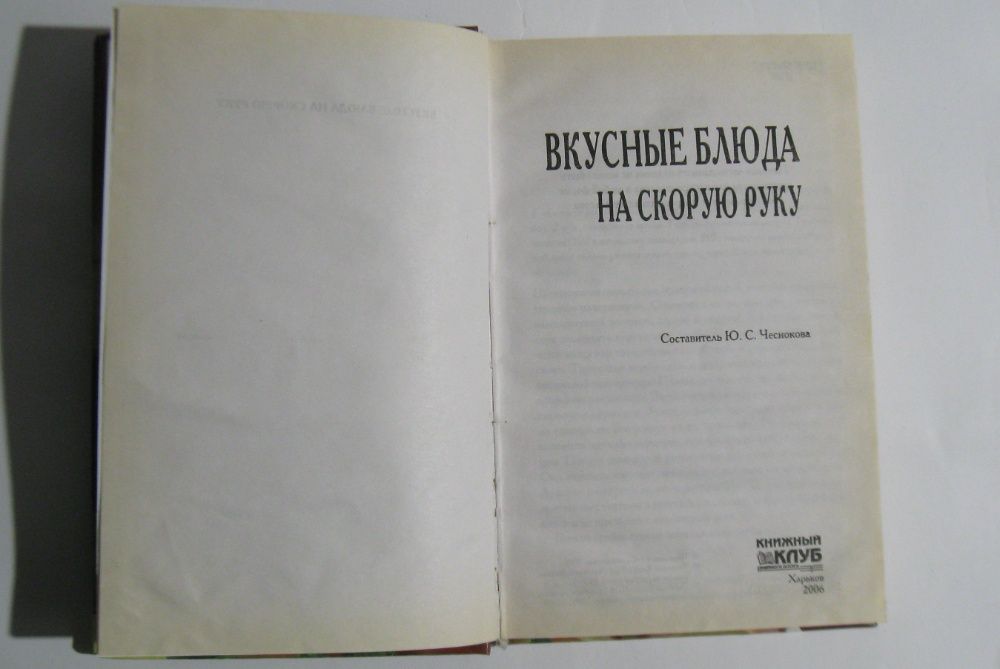 ВКУСНЫЕ БЛЮДА
НА СКОРУЮ РУКУ
Составитель Ю. С. Чеснокова
КНИЖНЫЙ
КЛУБ
Харьков
2006